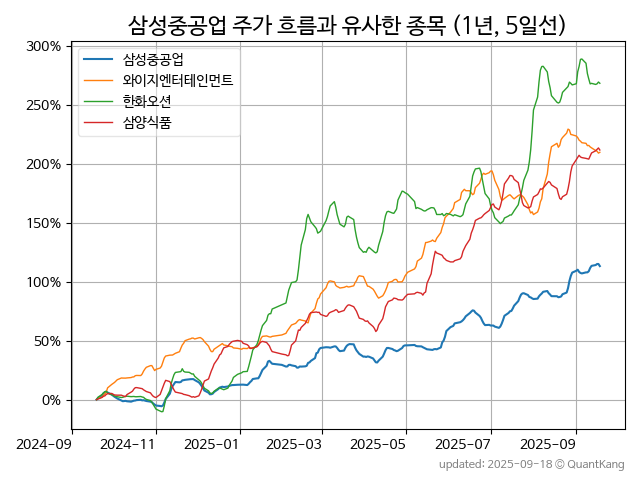 삼성중공업 주가 흐름과 유사한 종목 (1년, 5일선)
삼성중공업
와이지엔터테인먼트
한화오션
삼양식품
300%
250%
200%
150%
100%
50%
0%
2024-09 2024-11 2025-01 2025-03 2025-05 2025-07 2025-09
updated: 2025-09-18 ⓒ QuantKang